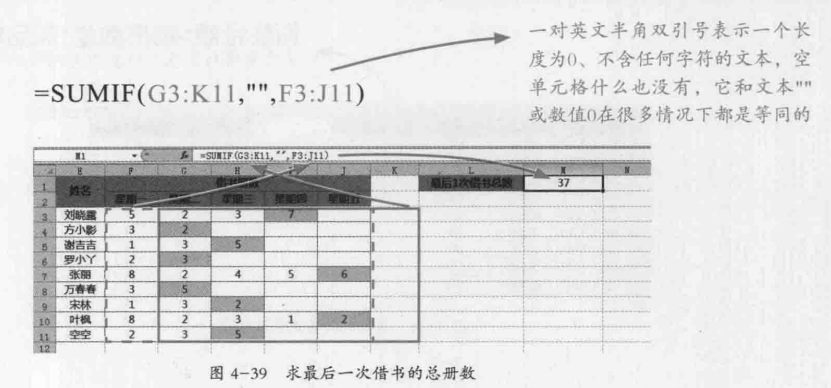 一对英文半角双引号表示一个长
度为0、不含任何字符的文本，空
单元格什么也没有，它和文本""
或数值0在很多情况下都是等同的
=SUMIF(G3:K11,"",F3:J11)
M1 fx =SUMIF(G3:K11,"",F3:J11)
E F G H I J K L M N
1 姓名 借书册数 最后1次借书总数 37
2 星期一 星期二 星期三 星期四 星期五
3 刘晓露 5 2 3 7
4 方小影 3 2
5 谢吉吉 1 3 5
6 罗小丫 2 3
7 张丽 8 2 4 5 6
8 万春春 3 5
9 宋林 1 3 2
10 叶枫 8 2 3 1 2
11 空空 2 3 5
12
图 4-39 求最后一次借书的总册数